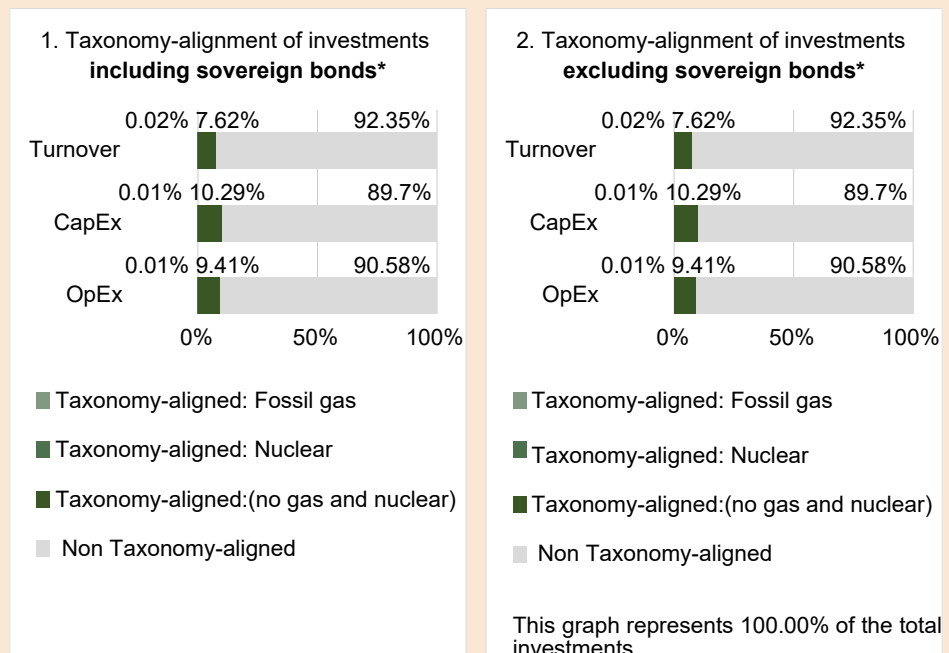 1. Taxonomy-alignment of investments
including sovereign bonds*
0.02% 7.62% 92.35%
Turnover
0.01% 10.29% 89.7%
CapEx
0.01% 9.41% 90.58%
OpEx
0% 50% 100%
Taxonomy-aligned: Fossil gas
Taxonomy-aligned: Nuclear
Taxonomy-aligned:(no gas and nuclear)
Non Taxonomy-aligned
2. Taxonomy-alignment of investments
excluding sovereign bonds*
0.02% 7.62% 92.35%
Turnover
0.01% 10.29% 89.7%
CapEx
0.01% 9.41% 90.58%
OpEx
0% 50% 100%
Taxonomy-aligned: Fossil gas
Taxonomy-aligned: Nuclear
Taxonomy-aligned:(no gas and nuclear)
Non Taxonomy-aligned
This graph represents 100.00% of the total
investments